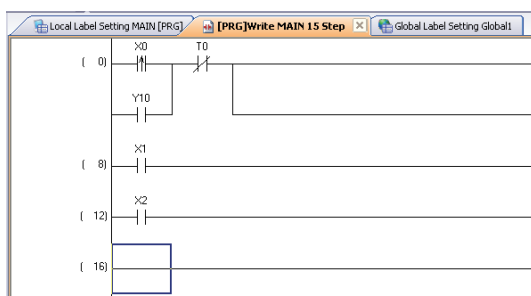 Local Label Setting MAIN [PRG] [PRG]Write MAIN 15 Step Global Label Setting Global1
X0 T0
( 0)
Y10
X1
( 8)
X2
( 12)
( 16)